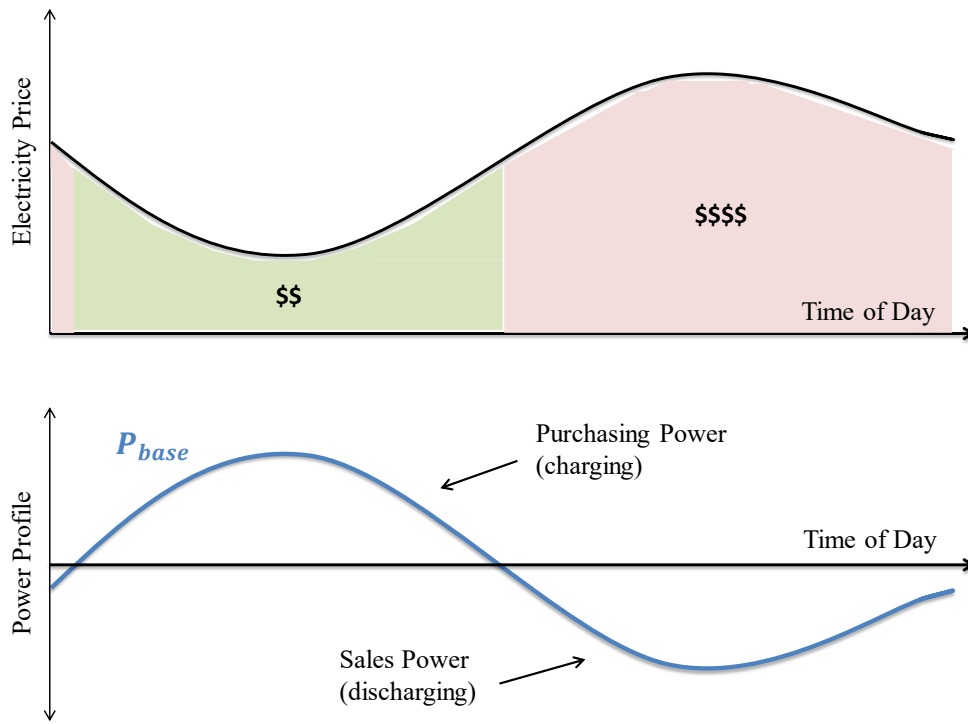 Electricity Price
$$$$
$$
Time of Day
P_base
Purchasing Power
(charging)
Time of Day
Power Profile
Sales Power
(discharging)